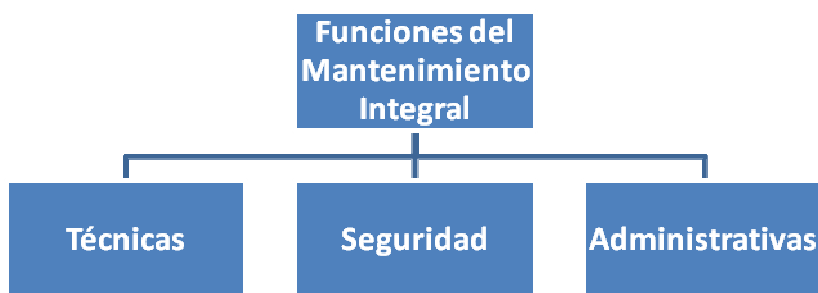 Funciones del
Mantenimiento
Integral
Técnicas
Seguridad
Administrativas